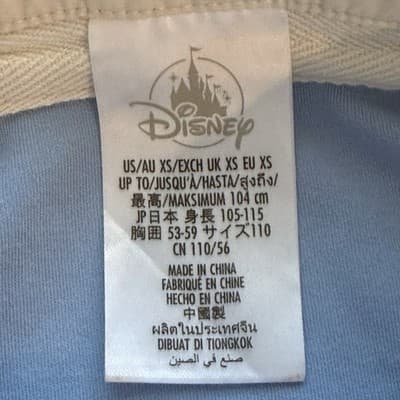 Disney
US/AU XS/EXCH UK XS EU XS
UP TO/JUSQU'À/HASTA/สูงถึง/
最高/MAKSIMUM 104 cm
JP日本 身長 105-115
胸囲 53-59 サイズ110
CN 110/56
MADE IN CHINA
FABRIQUÉ EN CHINE
HECHO EN CHINA
中國製
ผลิตในประเทศจีน
DIBUAT DI TIONGKOK
صنع في الصين